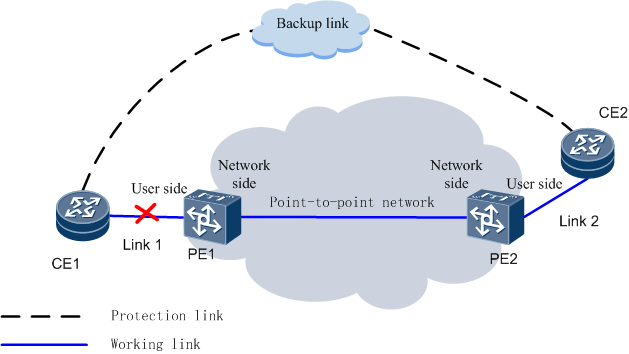 Backup link
CE2
Network
side
Network
side
User side
User side
Point-to-point network
Link 1
Link 2
CE1
PE1
PE2
Protection link
Working link